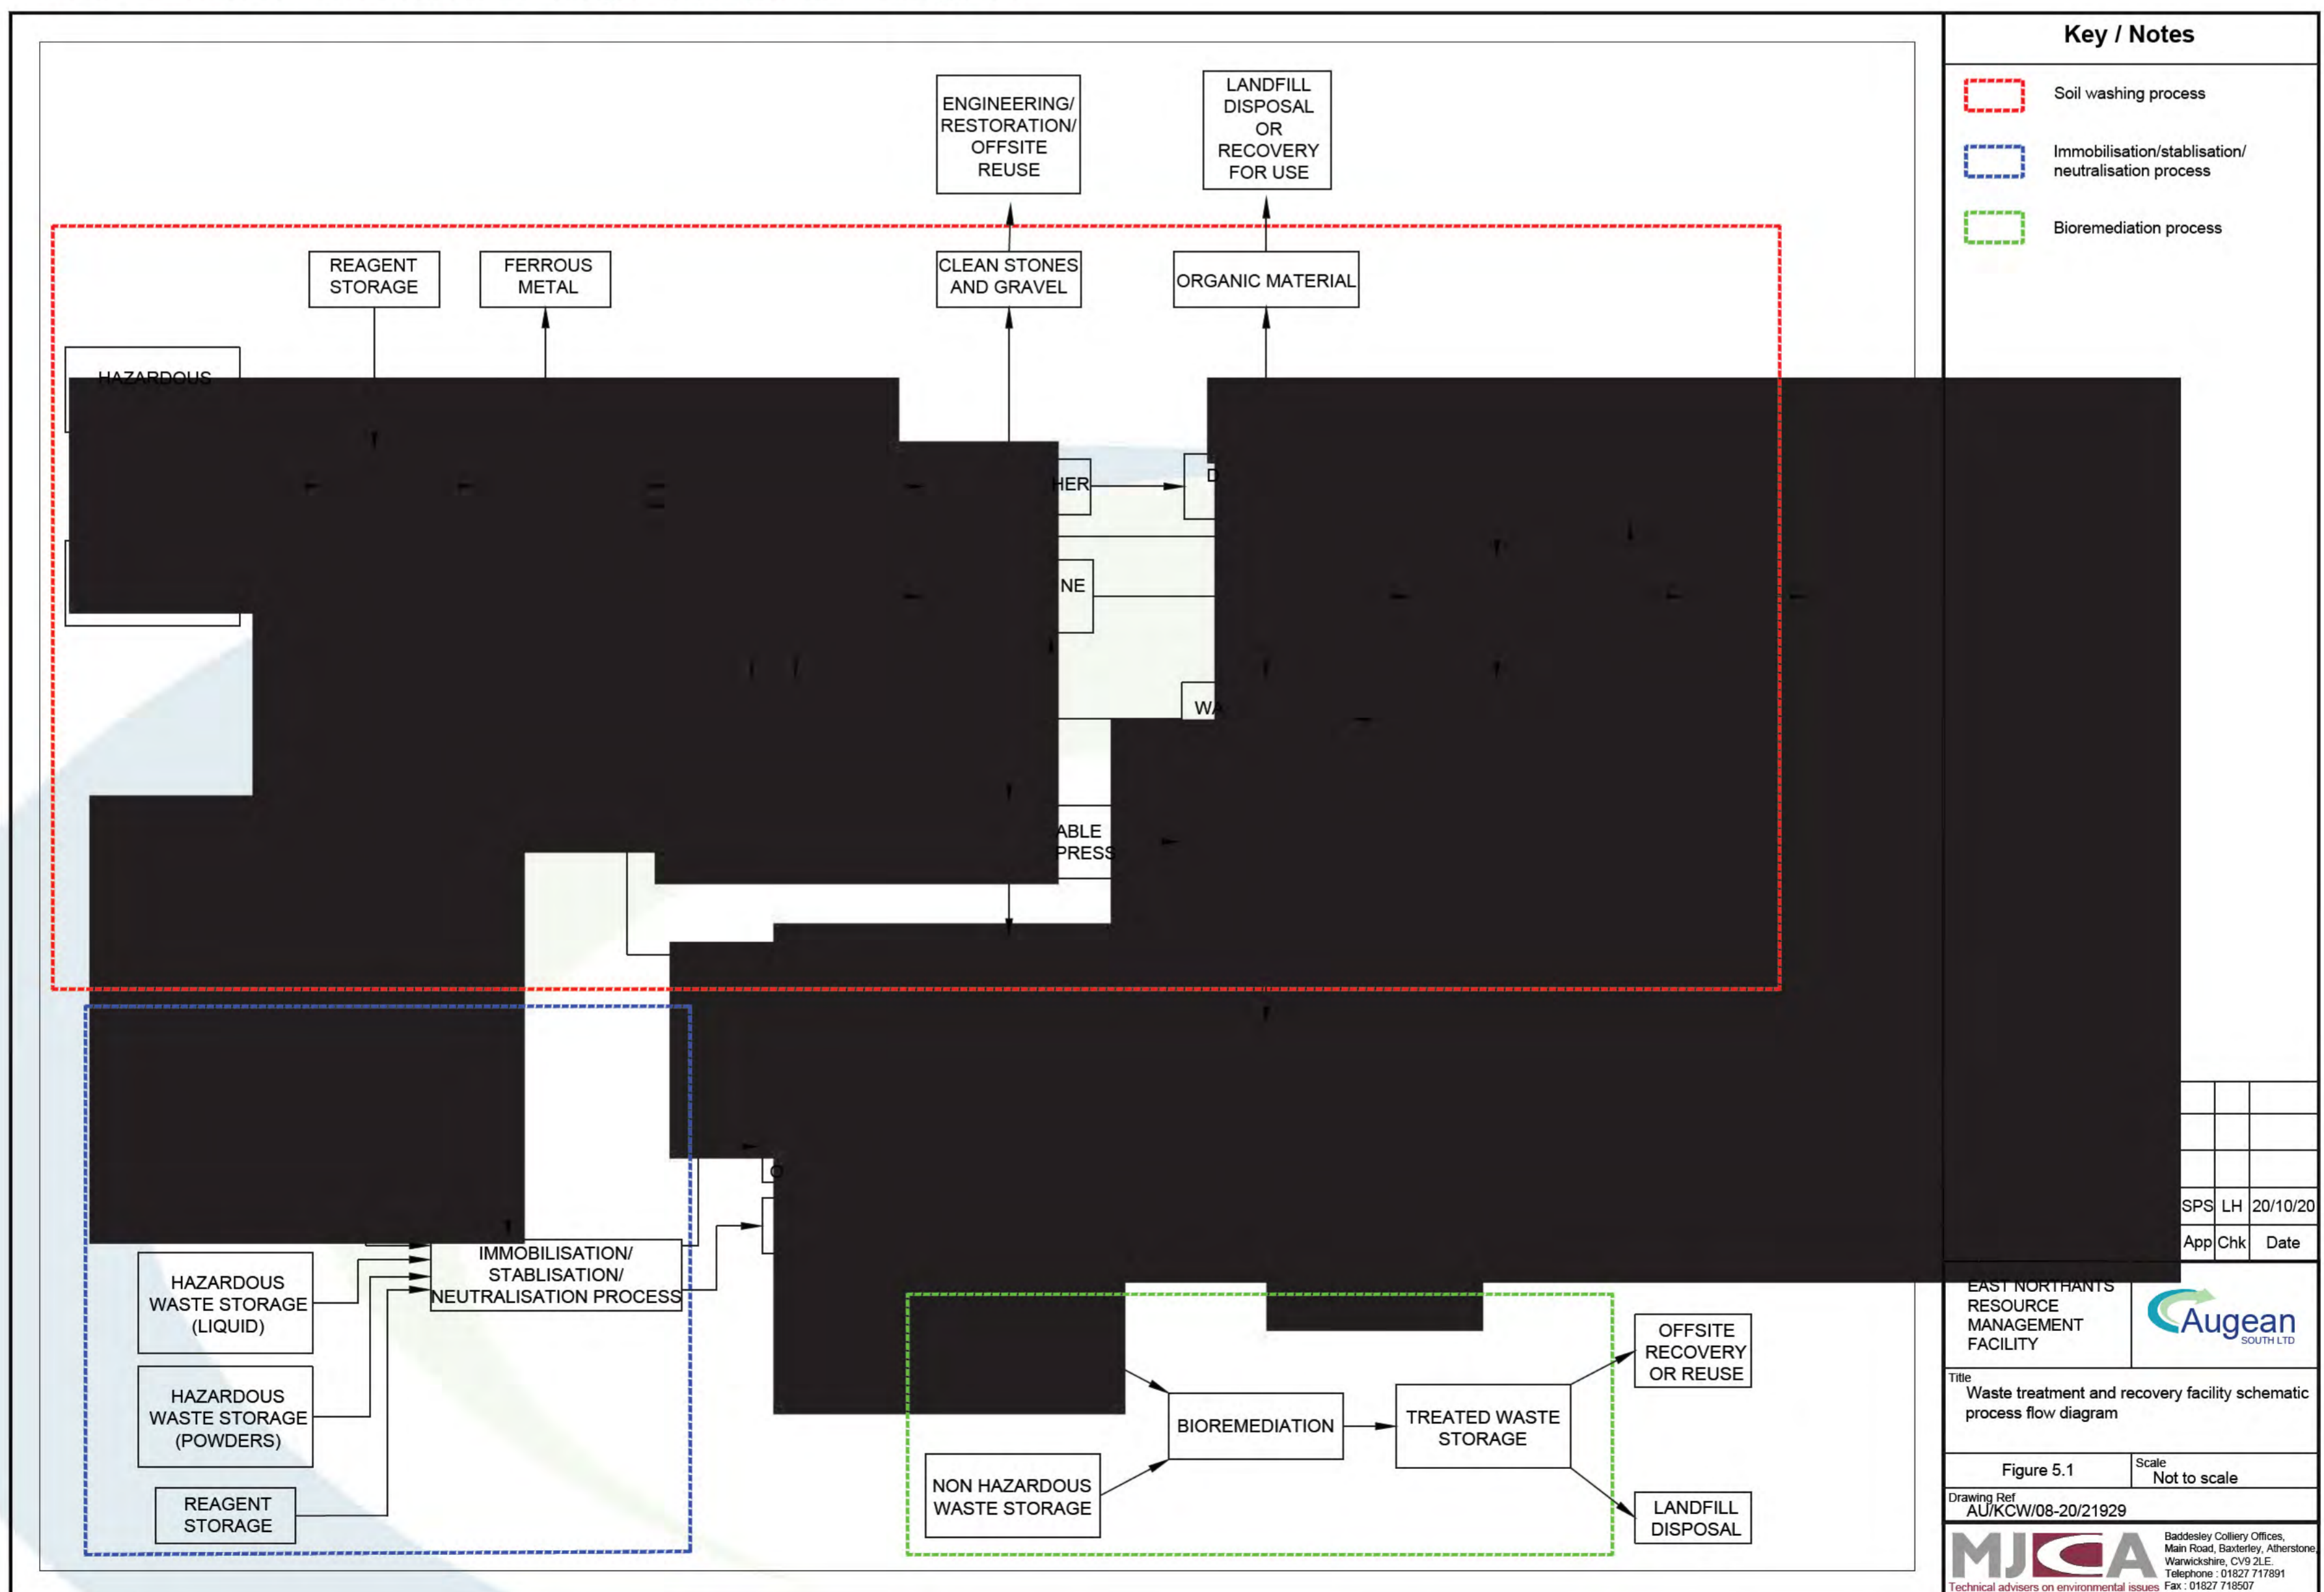 Key / Notes
Soil washing process
Immobilisation/stablisation/
neutralisation process
Bioremediation process
ENGINEERING/
RESTORATION/
OFFSITE
REUSE
LANDFILL
DISPOSAL
OR
RECOVERY
FOR USE
REAGENT
STORAGE
FERROUS
METAL
CLEAN STONES
AND GRAVEL
ORGANIC MATERIAL
HAZARDOUS
HER
D
NE
WA
ABLE
PRESS
IMMOBILISATION/
STABLISATION/
NEUTRALISATION PROCESS
HAZARDOUS
WASTE STORAGE
(LIQUID)
HAZARDOUS
WASTE STORAGE
(POWDERS)
REAGENT
STORAGE
BIOREMEDIATION
NON HAZARDOUS
WASTE STORAGE
TREATED WASTE
STORAGE
OFFSITE
RECOVERY
OR REUSE
LANDFILL
DISPOSAL
SPS LH 20/10/20
App Chk Date
EAST NORTHANTS
RESOURCE
MANAGEMENT
FACILITY
Augean
SOUTH LTD
Title
Waste treatment and recovery facility schematic
process flow diagram
Figure 5.1
Scale
Not to scale
Drawing Ref
AU/KCW/08-20/21929
MJCA
Technical advisers on environmental issues
Baddesley Colliery Offices,
Main Road, Baxterley, Atherstone,
Warwickshire, CV9 2LE.
Telephone : 01827 717891
Fax : 01827 718507